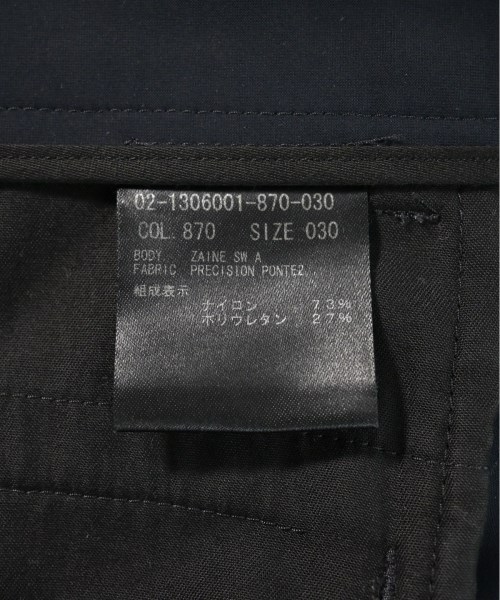 02-1306001-870-030
COL. 870 SIZE 030
BODY. ZAINE SW A
FABRIC PRECISION PONTE2...
組成表示
ナイロン 73%
ポリウレタン 27%